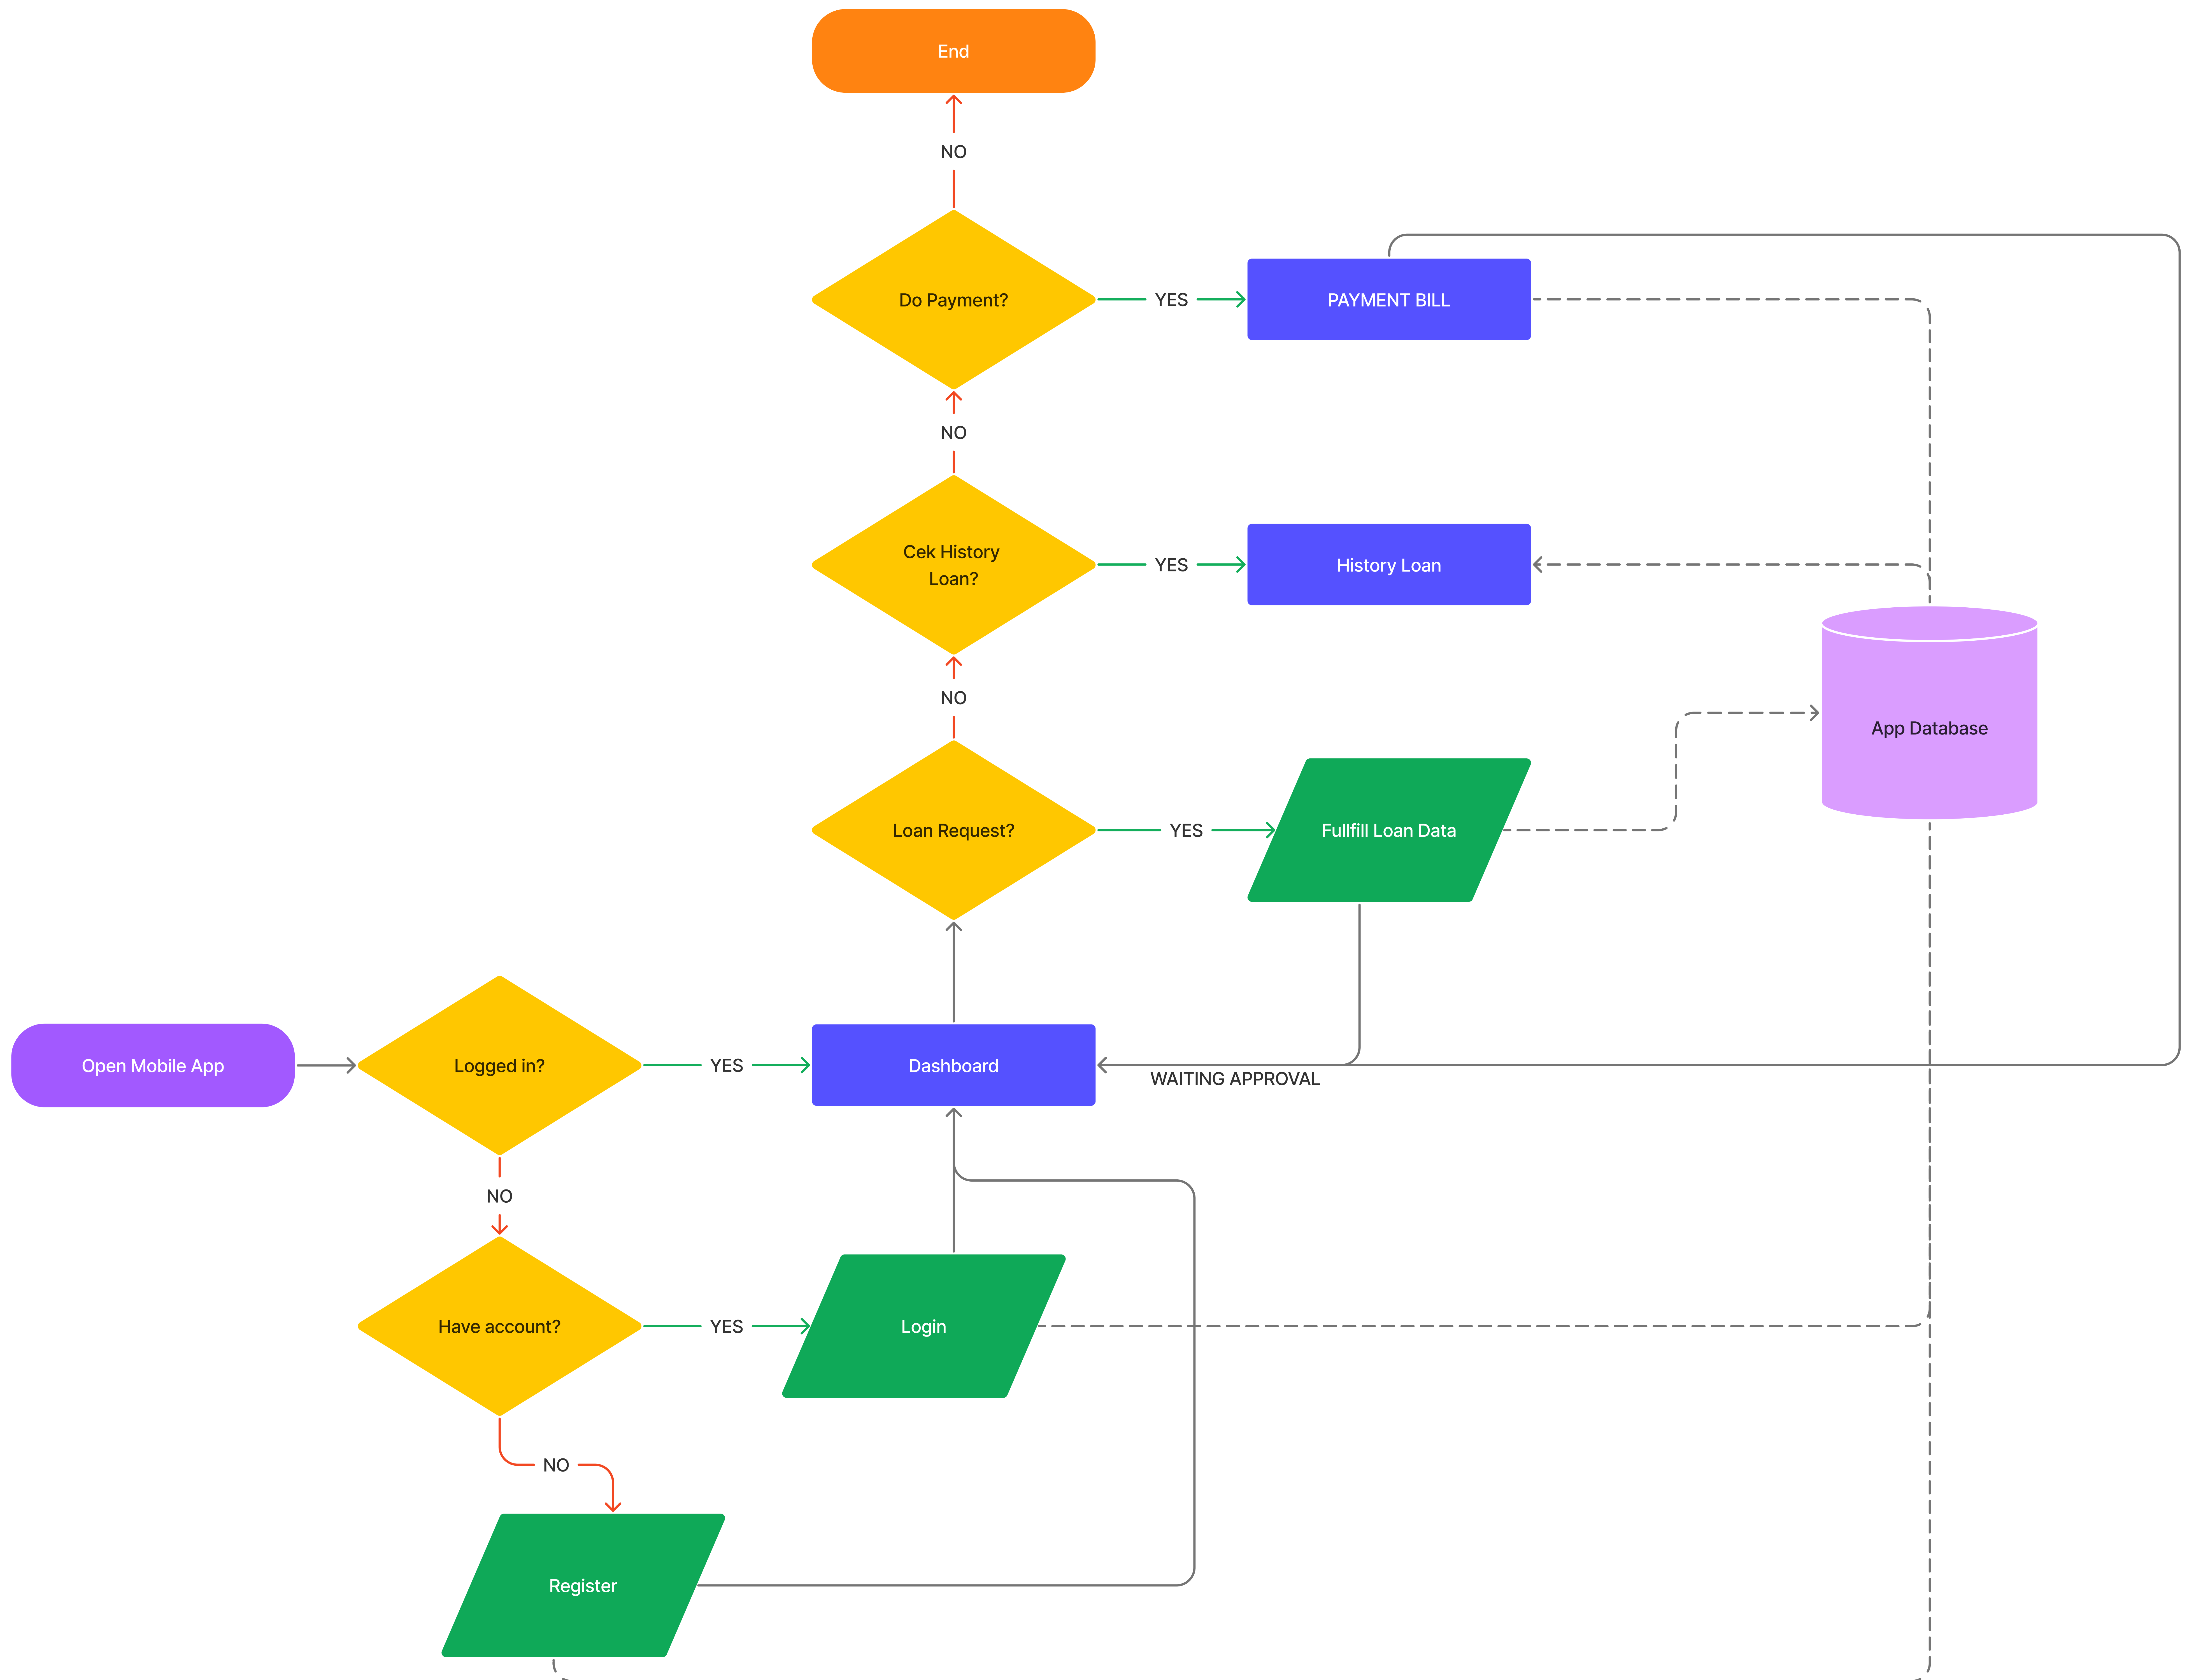 End
NO
Do Payment?
YES
PAYMENT BILL
NO
Cek History
Loan?
YES
History Loan
NO
App Database
Loan Request?
YES
Fullfill Loan Data
Open Mobile App
Logged in?
YES
Dashboard
WAITING APPROVAL
NO
Have account?
YES
Login
NO
Register